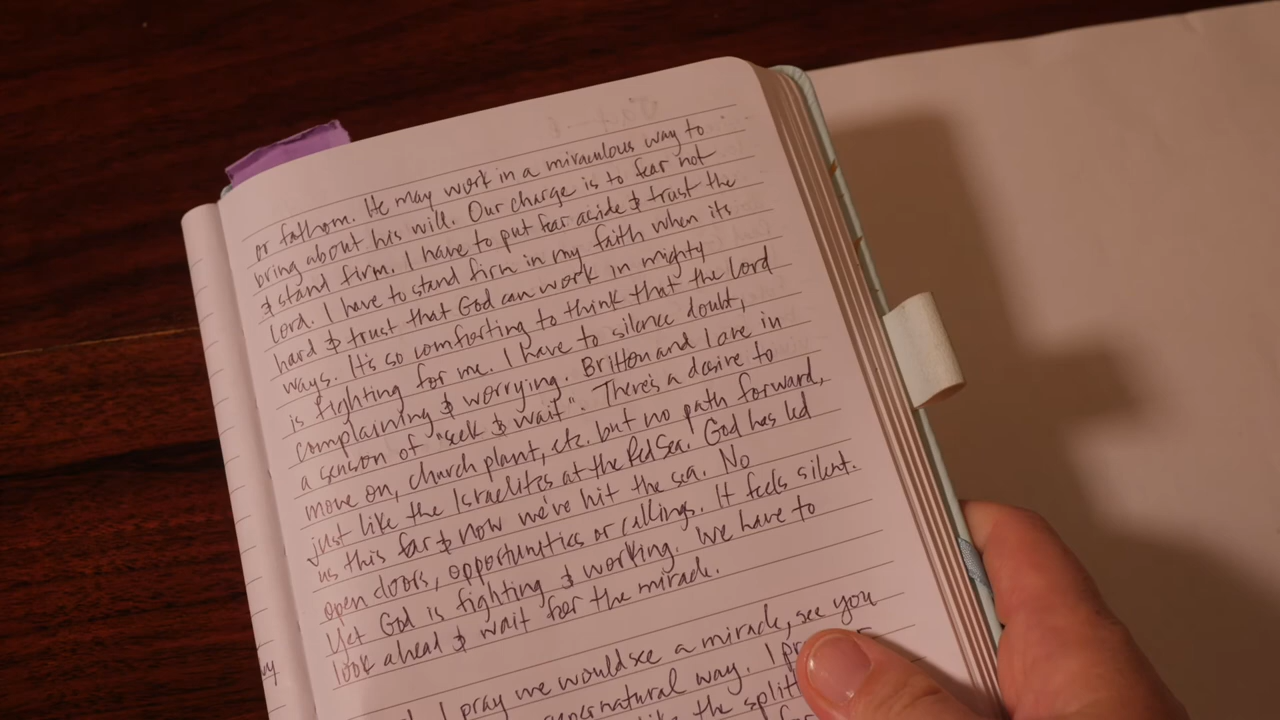 or fathom. He may work in a miraculous way to
bring about his will. Our charge is to fear not
& stand firm. I have to put fear aside & trust the
Lord. I have to stand firm in my faith when its
hard & trust that God can work in mighty
ways. It's so comforting to think that the Lord
is fighting for me. I have to silence doubt,
complaining & worrying. Britton and I are in
a season of "seek & wait". There's a desire to
move on, church plant, etc. but no path forward,
just like the Israelites at the Red Sea. God has led
us this far & now we've hit the sea. No
open doors, opportunities or callings. It feels silent.
Yet God is fighting & working. We have to
look ahead & wait for the miracle.
I pray we would see a miracle, see you
supernatural way. I
like the split